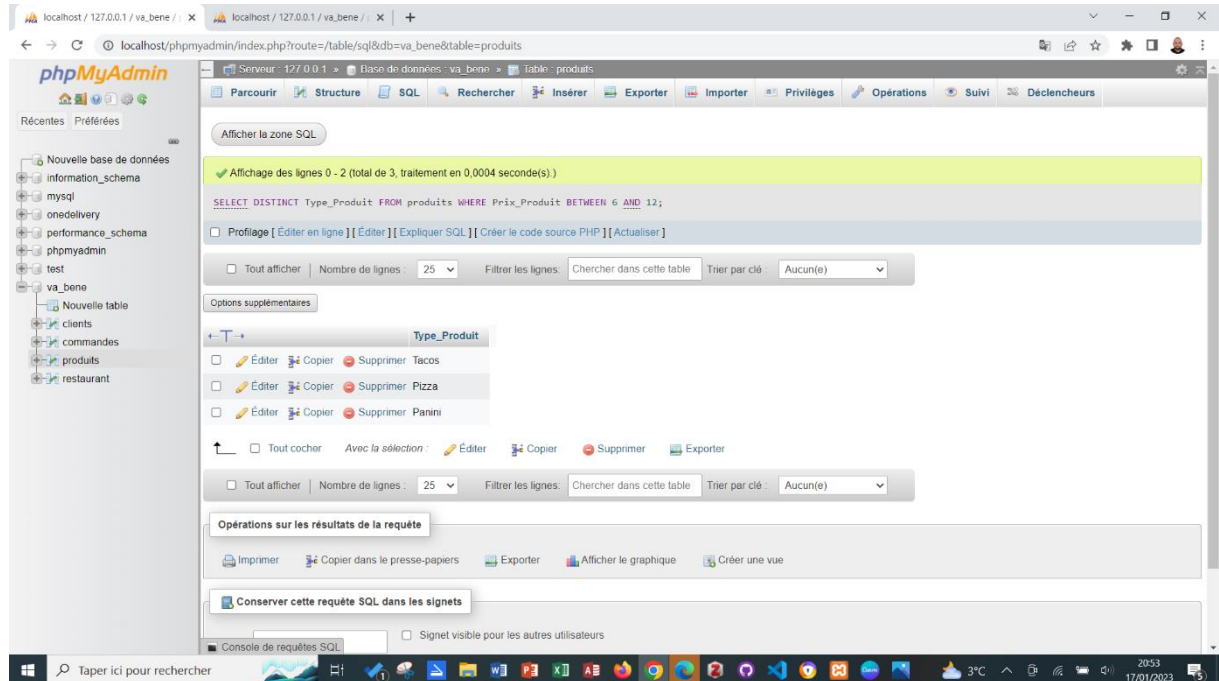 localhost / 127.0.0.1 / va_bene / localhost / 127.0.0.1 / va_bene /
localhost/phpmyadmin/index.php?route=/table/sql&db=va_bene&table=produits
phpMyAdmin
Récentes Préférées
Nouvelle base de données
information_schema
mysql
onedelivery
performance_schema
phpmyadmin
test
va_bene
Nouvelle table
clients
commandes
produits
restaurant
Serveur : 127.0.0.1 » Base de données : va_bene » Table : produits
Parcourir Structure SQL Rechercher Insérer Exporter Importer Privilèges Opérations Suivi Déclencheurs
Afficher la zone SQL
Affichage des lignes 0 - 2 (total de 3, traitement en 0,0004 seconde(s).)
SELECT DISTINCT Type_Produit FROM produits WHERE Prix_Produit BETWEEN 6 AND 12;
Profilage [ Éditer en ligne ] [ Éditer ] [ Expliquer SQL ] [ Créer le code source PHP ] [ Actualiser ]
Tout afficher | Nombre de lignes : 25 Filtrer les lignes: Chercher dans cette table Trier par clé : Aucun(e)
Options supplémentaires
←T→ Type_Produit
Éditer Copier Supprimer Tacos
Éditer Copier Supprimer Pizza
Éditer Copier Supprimer Panini
Tout cocher Avec la sélection : Éditer Copier Supprimer Exporter
Tout afficher | Nombre de lignes : 25 Filtrer les lignes: Chercher dans cette table Trier par clé : Aucun(e)
Opérations sur les résultats de la requête
Imprimer Copier dans le presse-papiers Exporter Afficher le graphique Créer une vue
Conserver cette requête SQL dans les signets
Signet visible pour les autres utilisateurs
Console de requêtes SQL
Taper ici pour rechercher 3°C 20:53
17/01/2023